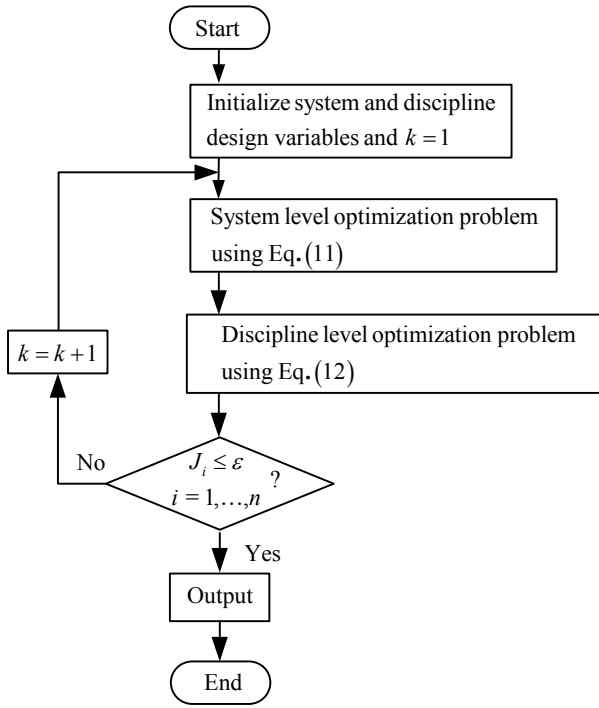 Start
Initialize system and discipline
design variables and k = 1
System level optimization problem
using Eq.(11)
Discipline level optimization problem
using Eq.(12)
k = k + 1
No
J_i ≤ ε
i = 1,…,n ?
Yes
Output
End